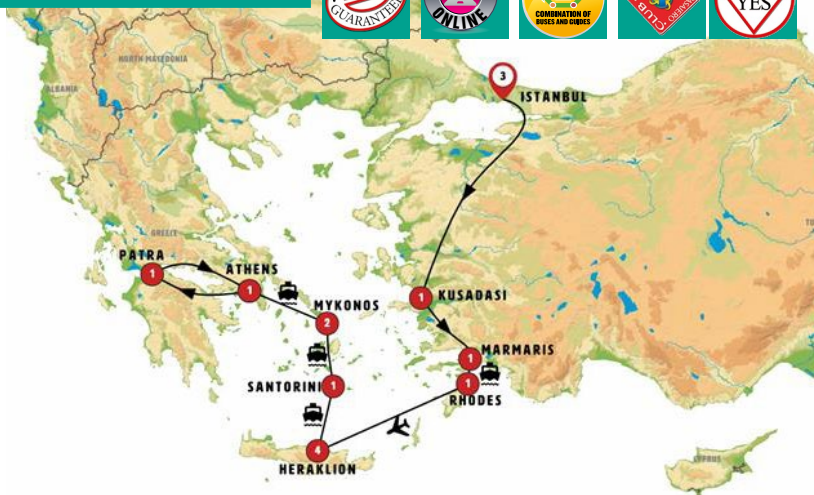 GUARANTEED
ONLINE
COMBINATION OF
BUSES AND GUIDES
YES
NORTH MACEDONIA
ALBANIA
3
ISTANBUL
GREECE
PATRA
1
ATHENS
1
MYKONOS
2
1
KUSADASI
1
MARMARIS
SANTORINI
1
1
RHODES
4
HERAKLION
CYPRUS